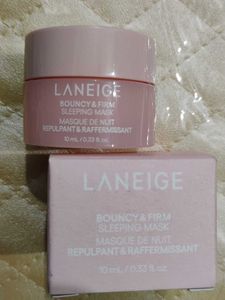 LANEIGE
BOUNCY & FIRM
SLEEPING MASK
MASQUE DE NUIT
REPULPANT & RAFFERMISSANT
10 mL / 0.33 fl. oz.
LANEIGE
BOUNCY & FIRM
SLEEPING MASK
MASQUE DE NUIT
REPULPANT & RAFFERMISSANT
10 mL / 0.33 fl. oz.